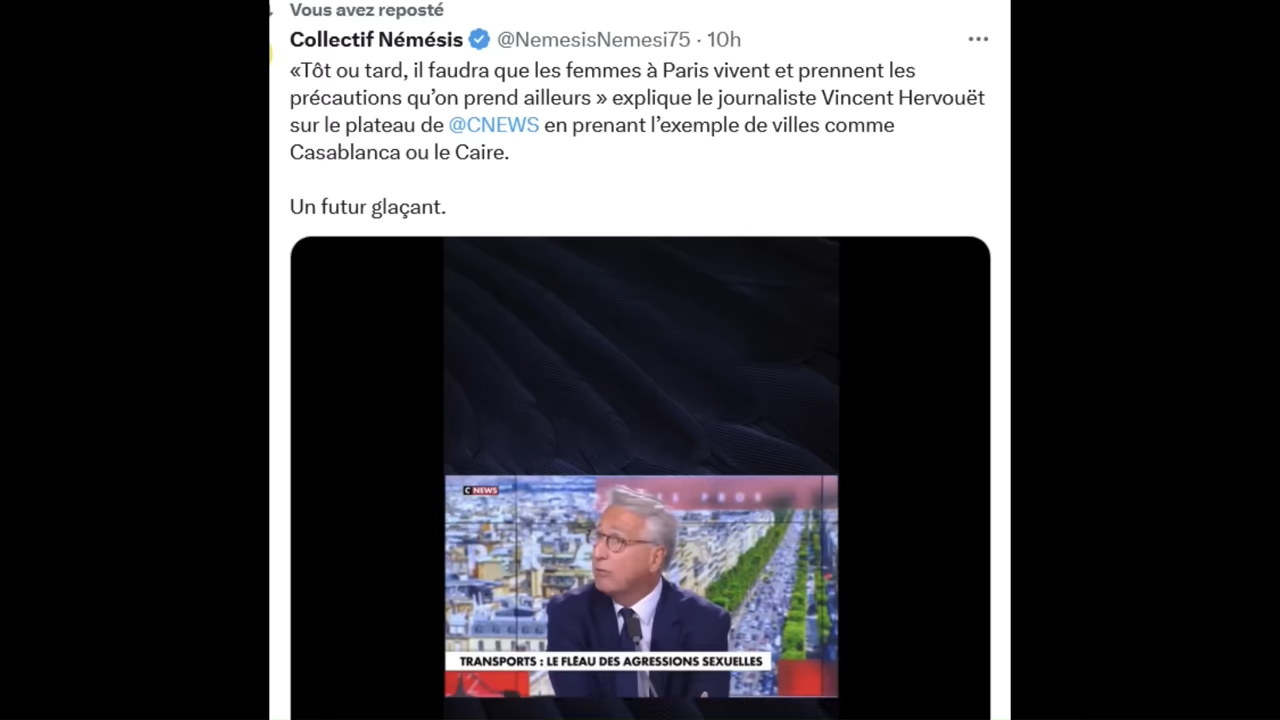 Vous avez reposté
Collectif Némésis @NemesisNemesi75 · 10h
«Tôt ou tard, il faudra que les femmes à Paris vivent et prennent les
précautions qu’on prend ailleurs » explique le journaliste Vincent Hervouët
sur le plateau de @CNEWS en prenant l’exemple de villes comme
Casablanca ou le Caire.
Un futur glaçant.
C NEWS
PROS
TRANSPORTS : LE FLÉAU DES AGRESSIONS SEXUELLES